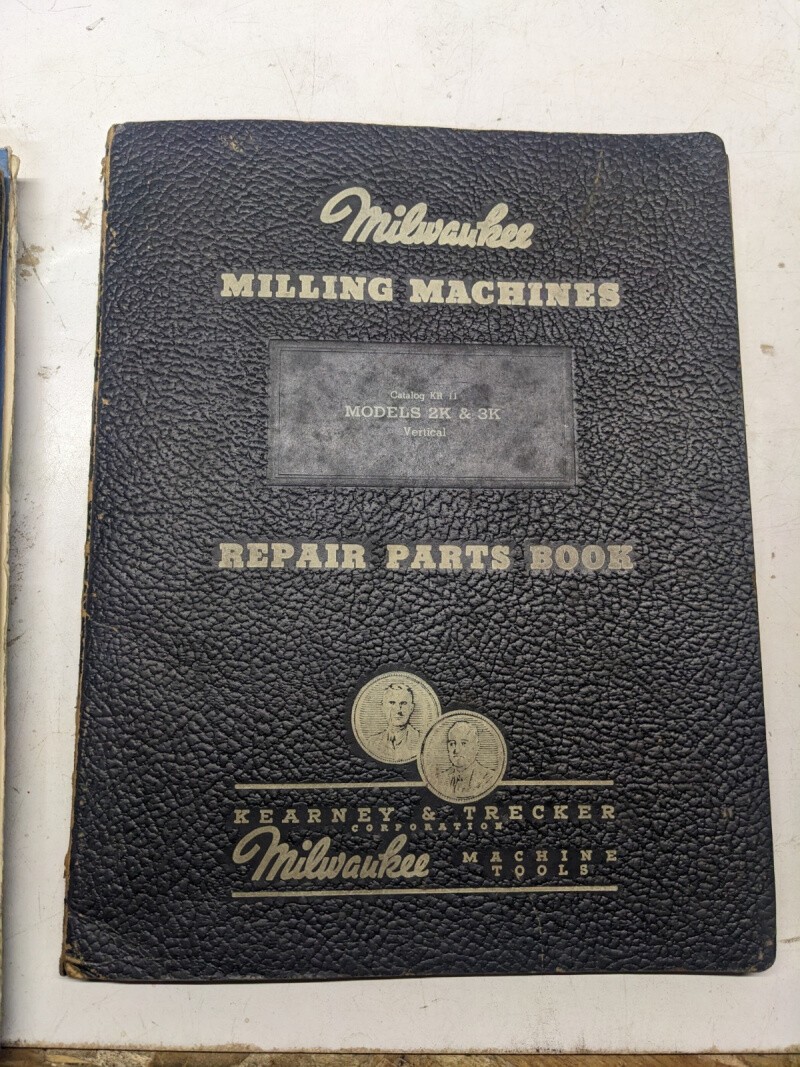 Milwaukee
MILLING MACHINES
Catalog KR 11
MODELS 2K & 3K
Vertical
REPAIR PARTS BOOK
KEARNEY & TRECKER
CORPORATION
Milwaukee MACHINE
TOOLS